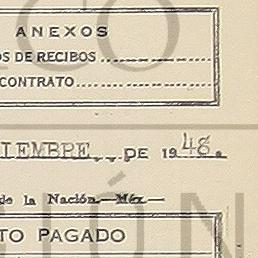 ANEXOS
OS DE RECIBOS
CONTRATO
IEMBRE.. DE 1948.
de la Nación.—Méx.—
TO PAGADO